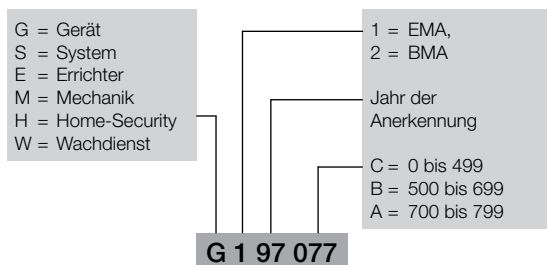 G = Gerät
S = System
E = Errichter
M = Mechanik
H = Home-Security
W = Wachdienst
1 = EMA,
2 = BMA
Jahr der
Anerkennung
C = 0 bis 499
B = 500 bis 699
A = 700 bis 799
G 1 97 077